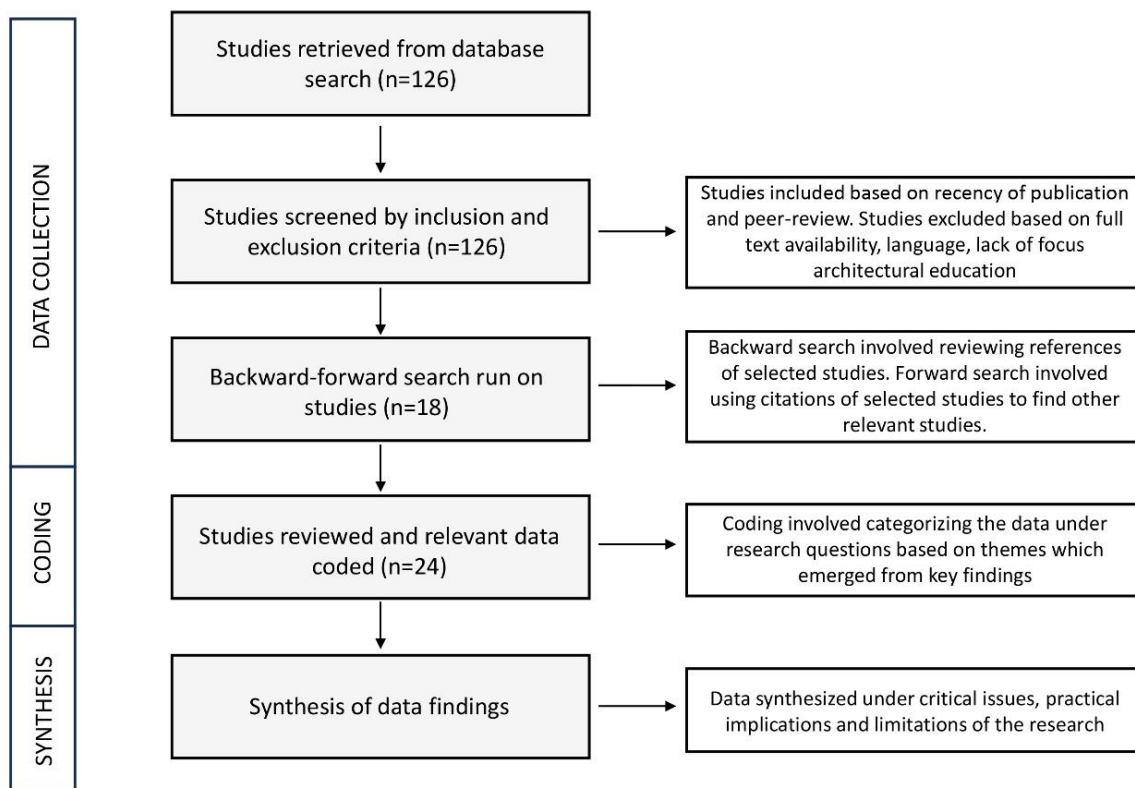 DATA COLLECTION
Studies retrieved from database
search (n=126)
Studies screened by inclusion and
exclusion criteria (n=126)
Studies included based on recency of publication
and peer-review. Studies excluded based on full
text availability, language, lack of focus
architectural education
Backward-forward search run on
studies (n=18)
Backward search involved reviewing references
of selected studies. Forward search involved
using citations of selected studies to find other
relevant studies.
CODING
Studies reviewed and relevant data
coded (n=24)
Coding involved categorizing the data under
research questions based on themes which
emerged from key findings
SYNTHESIS
Synthesis of data findings
Data synthesized under critical issues, practical
implications and limitations of the research